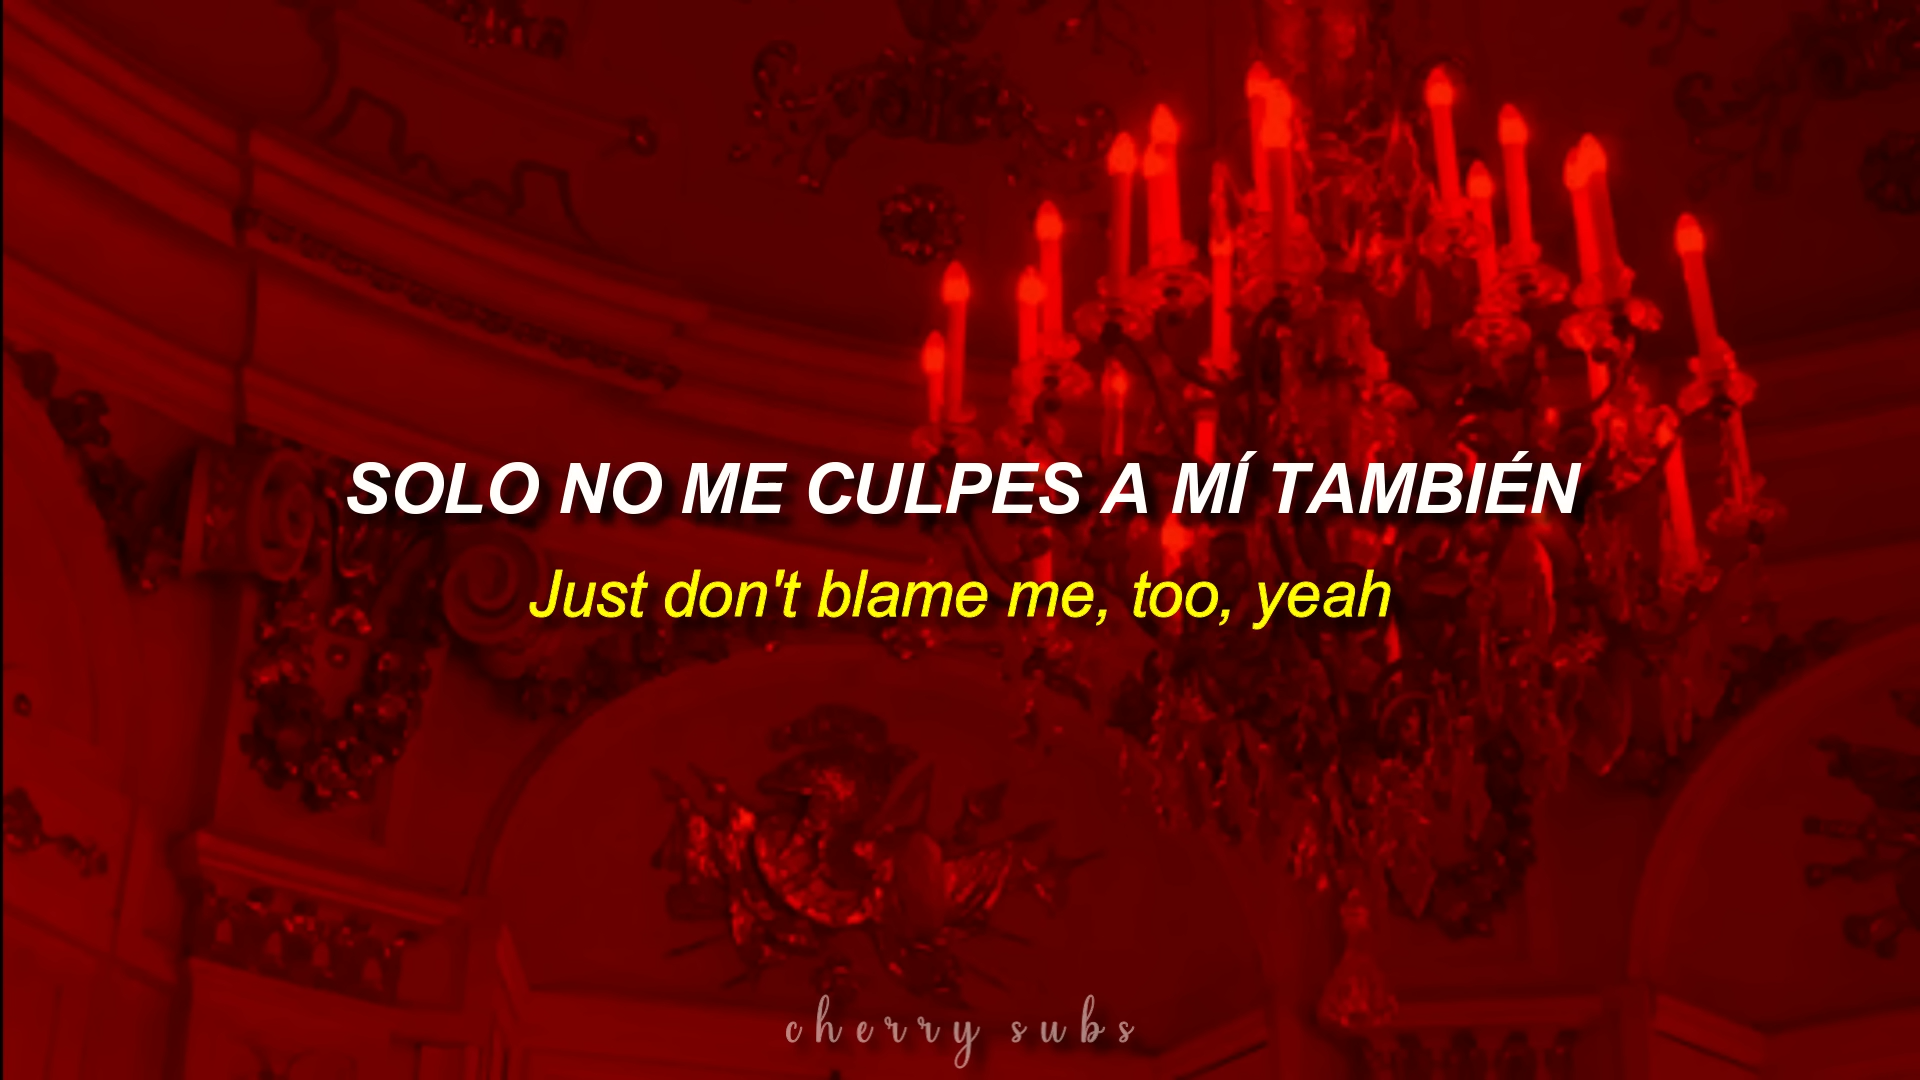 SOLO NO ME CULPES A MÍ TAMBIÉN
Just don't blame me, too, yeah
cherry subs